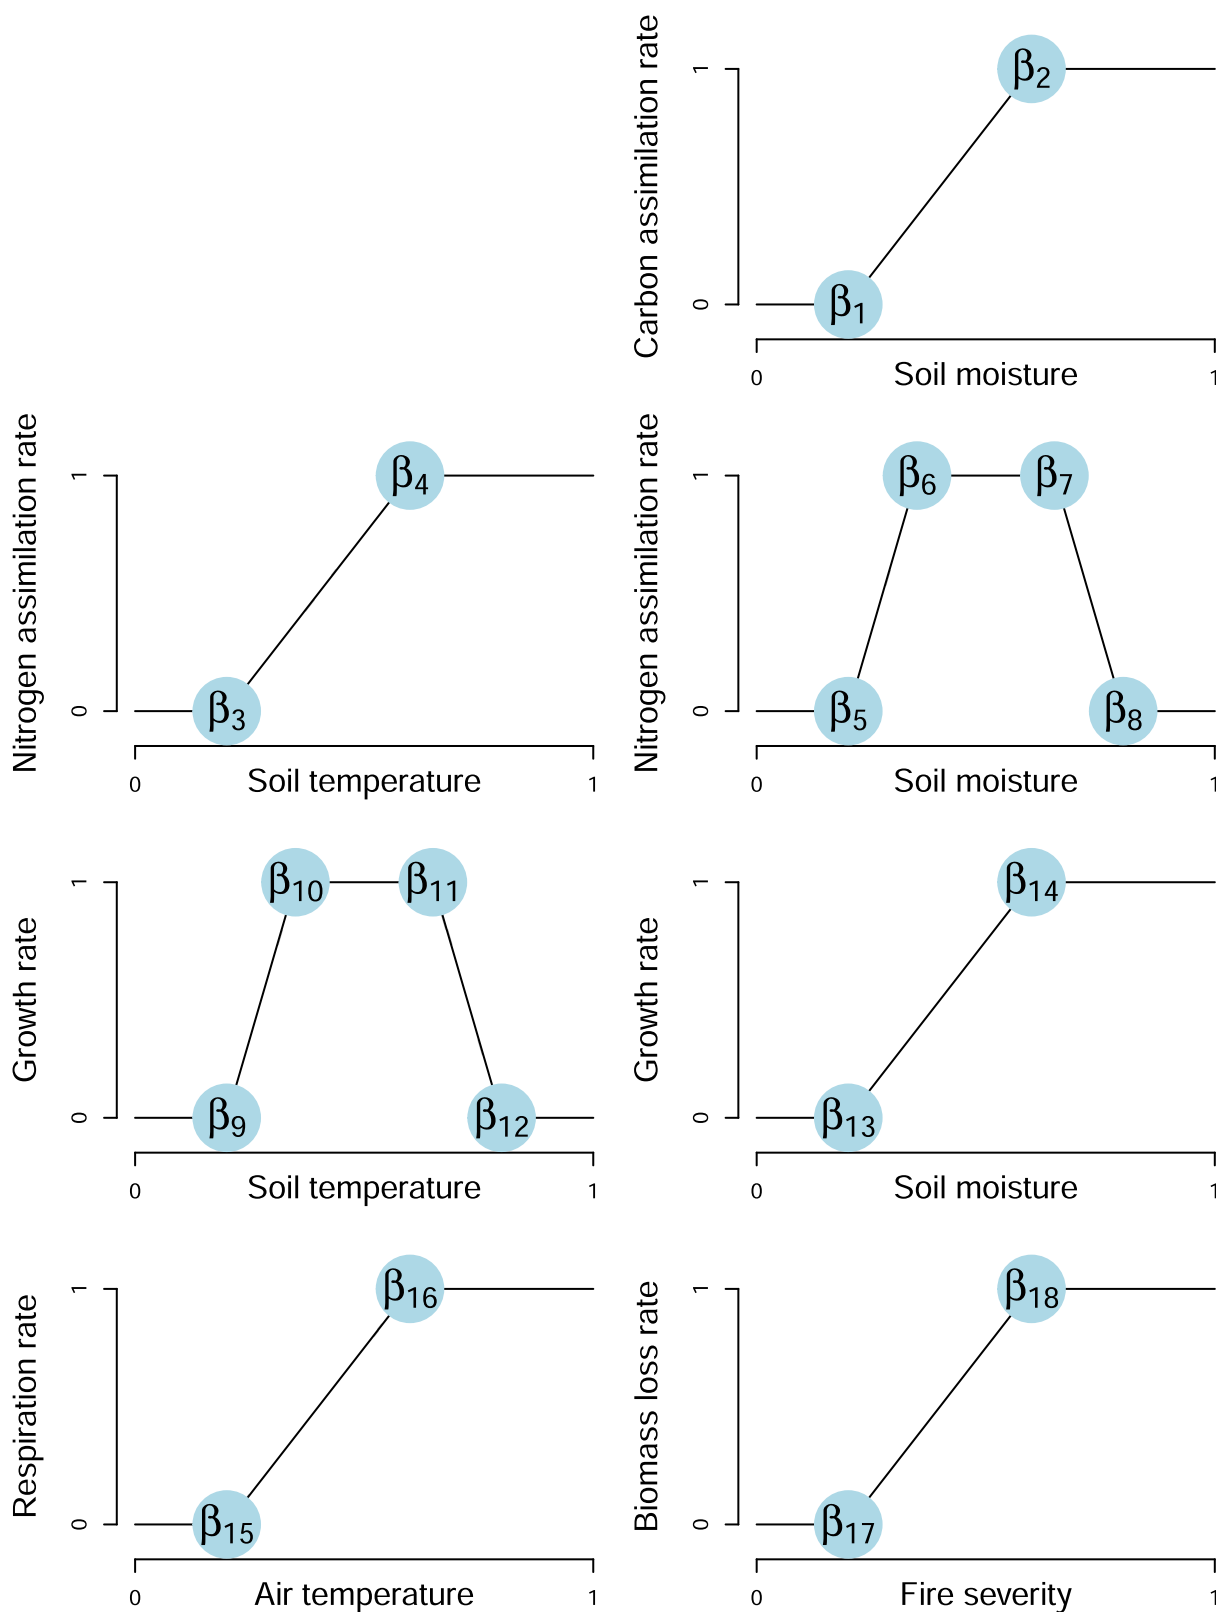 Carbon assimilation rate
1
0
β2
β1
0
1
Soil moisture
Nitrogen assimilation rate
1
0
β4
β3
0
1
Soil temperature
Nitrogen assimilation rate
1
0
β6
β7
β5
β8
0
1
Soil moisture
Growth rate
1
0
β10
β11
β9
β12
0
1
Soil temperature
Growth rate
1
0
β14
β13
0
1
Soil moisture
Respiration rate
1
0
β16
β15
0
1
Air temperature
Biomass loss rate
1
0
β18
β17
0
1
Fire severity